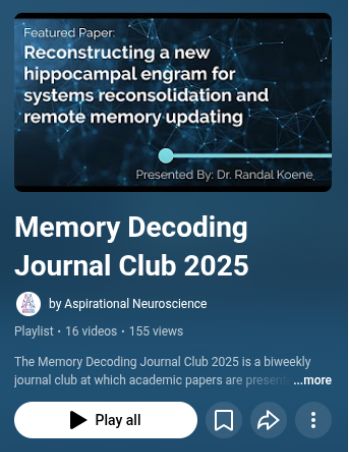 Featured Paper:
Reconstructing a new
hippocampal engram for
systems reconsolidation and
remote memory updating
Presented By: Dr. Randal Koene,
Memory Decoding
Journal Club 2025
by Aspirational Neuroscience
Playlist • 16 videos • 155 views
The Memory Decoding Journal Club 2025 is a biweekly
journal club at which academic papers are present ...more
Play all